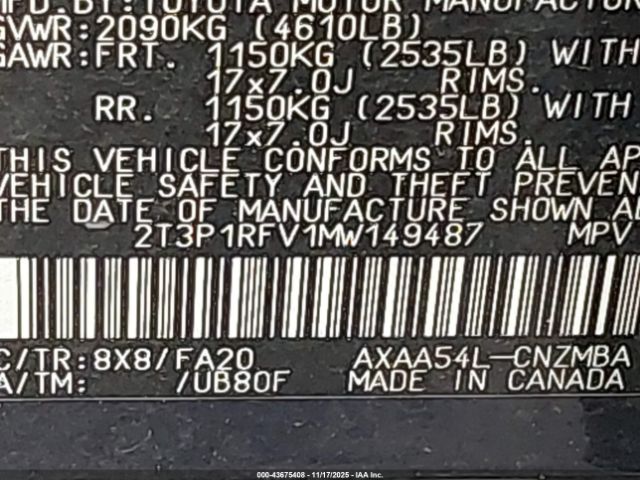 MFD.BY:TOYOTA MOTOR MANUFACTUR
GVWR:2090KG (4610LB)
GAWR:FRT. 1150KG (2535LB) WITH
17x7.0J RIMS.
RR. 1150KG (2535LB) WITH
17x7.0J RIMS.
THIS VEHICLE CONFORMS TO ALL AP
VEHICLE SAFETY AND THEFT PREVEN
THE DATE OF MANUFACTURE SHOWN A
2T3P1RFV1MW149487 MPV
C/TR:8X8/FA20 AXAA54L-CNZMBA
A/TM: /UB80F MADE IN CANADA
000-43675408 - 11/17/2025 - IAA Inc.